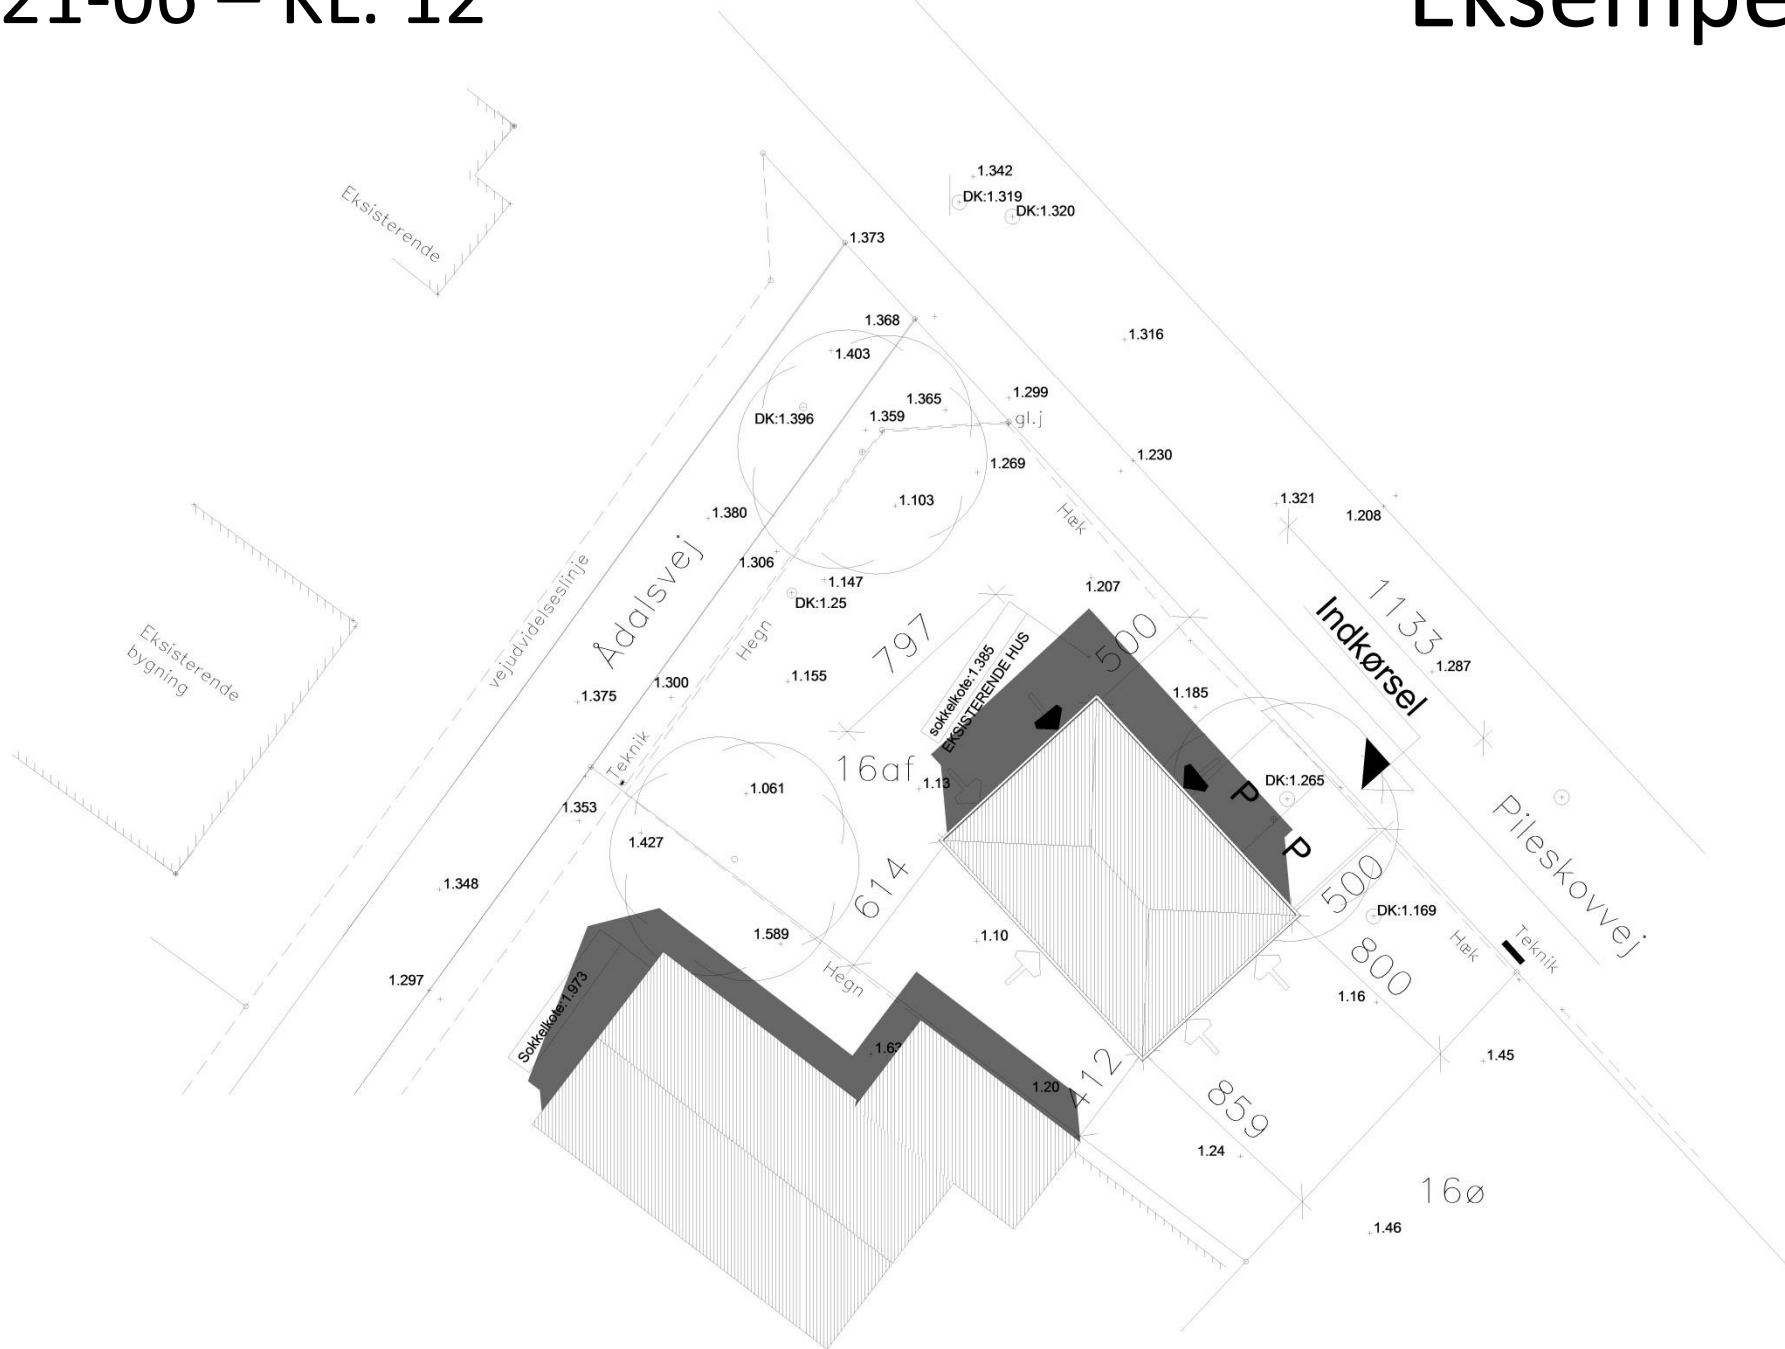 21-06 – KL. 12
Eksempe
Eksisterende
1.342
DK:1.319
DK:1.320
1.373
1.368
1.403
1.316
1.365
1.299
DK:1.396
1.359
gl.j
1.269
1.230
1.103
1.321
1.208
Hæk
1.380
1.306
1.147
DK:1.25
1.207
vejudvidelseslinje
Ådalsvej
Hegn
797
500
1133
Indkørsel
1.287
Eksisterende
bygning
1.155
1.300
1.375
sokkelkote:1.385
EKSISTERENDE HUS
1.185
Teknik
16af
1.13
DK:1.265
P
1.061
1.353
1.427
P
Pileskovvej
1.348
614
500
DK:1.169
1.589
1.10
800
Hæk
Teknik
1.297
Hegn
1.16
Sokkelkote:1.973
1.20
412
1.45
859
1.24
16ø
1.46